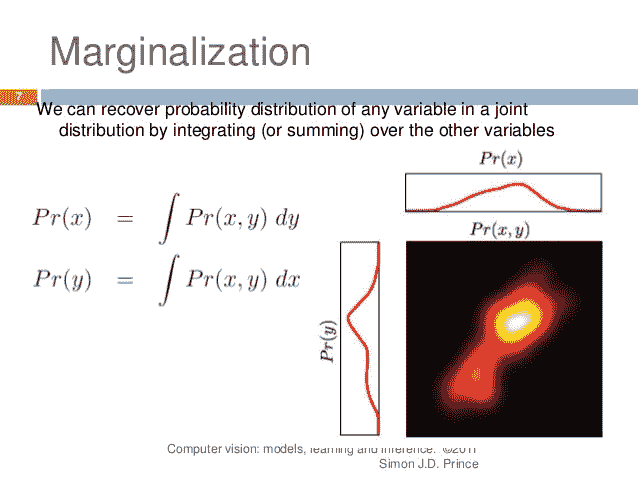 Marginalization
7
We can recover probability distribution of any variable in a joint
distribution by integrating (or summing) over the other variables
Pr(x)
Pr(x) = ∫ Pr(x, y) dy
Pr(x, y)
Pr(y) = ∫ Pr(x, y) dx
Pr(y)
Computer vision: models, learning and inference. ©2011
Simon J.D. Prince